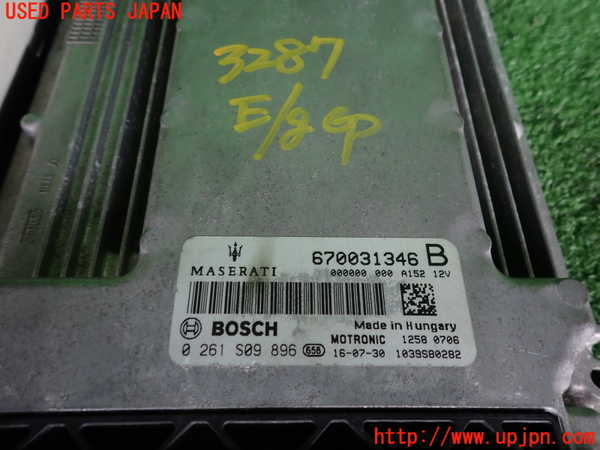 USED PARTS JAPAN
3287
E/g cp
MASERATI
670031346 B
000000 000 A152 12V
BOSCH
Made in Hungary
MOTRONIC 1258 0706
0 261 S09 896 65B 16-07-30 1039S80282
http://www.upjpn.com/